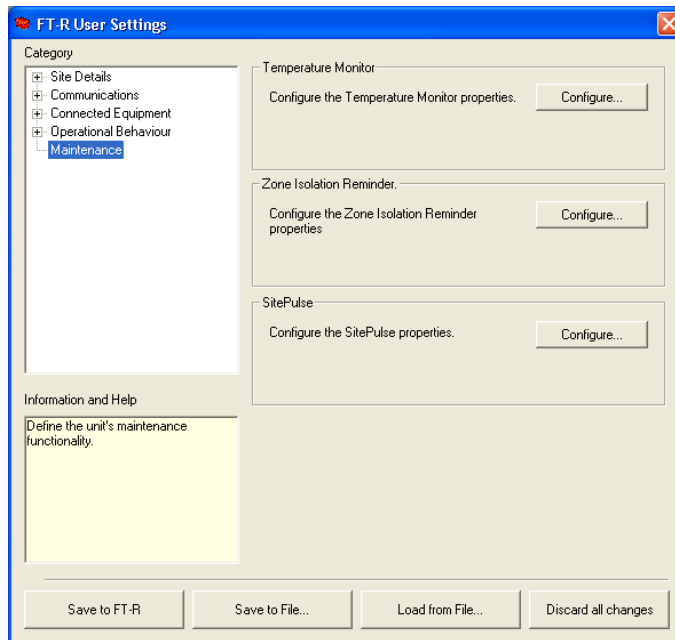 FT-R User Settings
Category
Site Details
Communications
Connected Equipment
Operational Behaviour
Maintenance
Temperature Monitor
Configure the Temperature Monitor properties.
Configure...
Zone Isolation Reminder.
Configure the Zone Isolation Reminder
properties
Configure...
SitePulse
Configure the SitePulse properties.
Configure...
Information and Help
Define the unit's maintenance
functionality.
Save to FT-R
Save to File...
Load from File...
Discard all changes